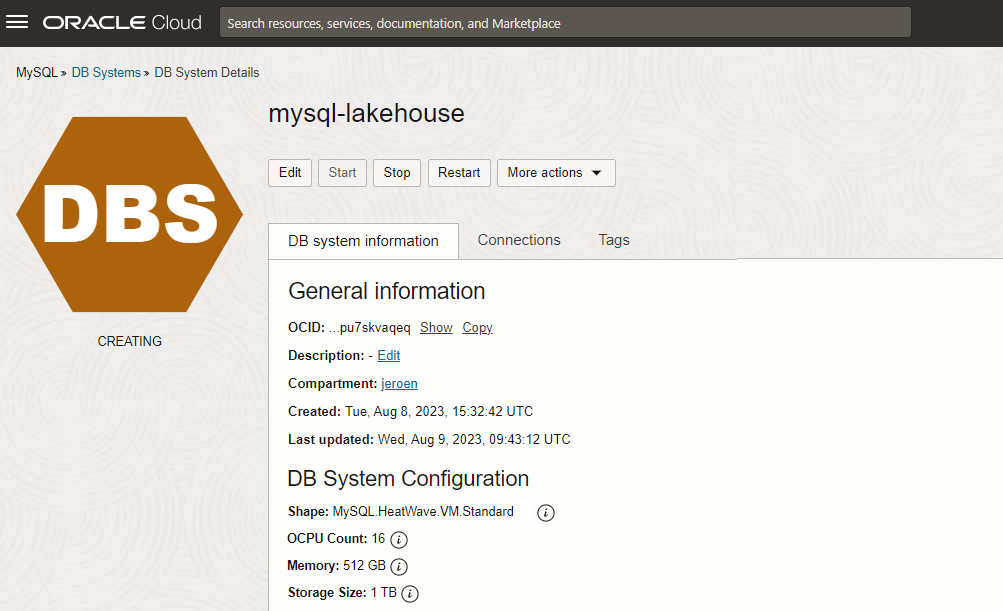 ORACLE Cloud
Search resources, services, documentation, and Marketplace
MySQL » DB Systems » DB System Details
DBS
CREATING
mysql-lakehouse
Edit Start Stop Restart More actions
DB system information Connections Tags
General information
OCID: ...pu7skvaqeq Show Copy
Description: - Edit
Compartment: jeroen
Created: Tue, Aug 8, 2023, 15:32:42 UTC
Last updated: Wed, Aug 9, 2023, 09:43:12 UTC
DB System Configuration
Shape: MySQL.HeatWave.VM.Standard i
OCPU Count: 16 i
Memory: 512 GB i
Storage Size: 1 TB i